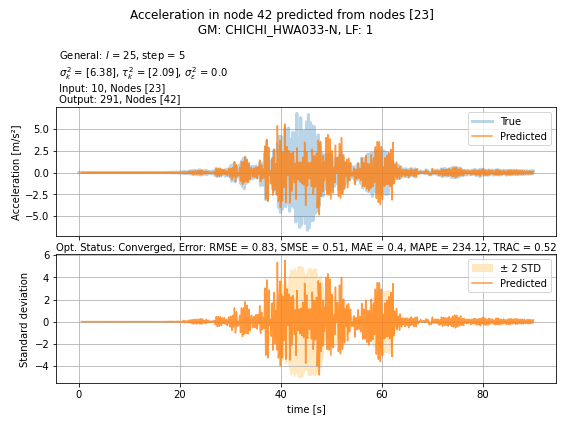 Acceleration in node 42 predicted from nodes [23]
GM: CHICHI_HWA033-N, LF: 1
General: l = 25, step = 5
σ²_k = [6.38], τ²_k = [2.09], σ²_ε = 0.0
Input: 10, Nodes [23]
Output: 291, Nodes [42]
Acceleration [m/s²]
5.0
2.5
0.0
−2.5
−5.0
True
Predicted
Opt. Status: Converged, Error: RMSE = 0.83, SMSE = 0.51, MAE = 0.4, MAPE = 234.12, TRAC = 0.52
Standard deviation
6
4
2
0
−2
−4
± 2 STD
Predicted
0 20 40 60 80
time [s]